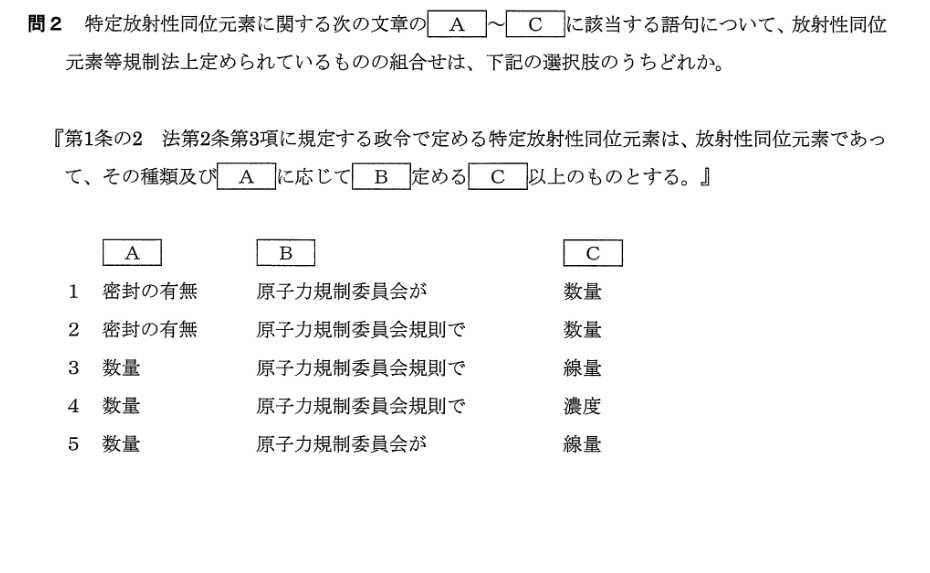 問2 特定放射性同位元素に関する次の文章の A ～ C に該当する語句について、放射性同位
元素等規制法上定められているものの組合せは、下記の選択肢のうちどれか。
『第1条の2 法第2条第3項に規定する政令で定める特定放射性同位元素は、放射性同位元素であっ
て、その種類及び A に応じて B 定める C 以上のものとする。』
A B C
1 密封の有無 原子力規制委員会が 数量
2 密封の有無 原子力規制委員会規則で 数量
3 数量 原子力規制委員会規則で 線量
4 数量 原子力規制委員会規則で 濃度
5 数量 原子力規制委員会が 線量